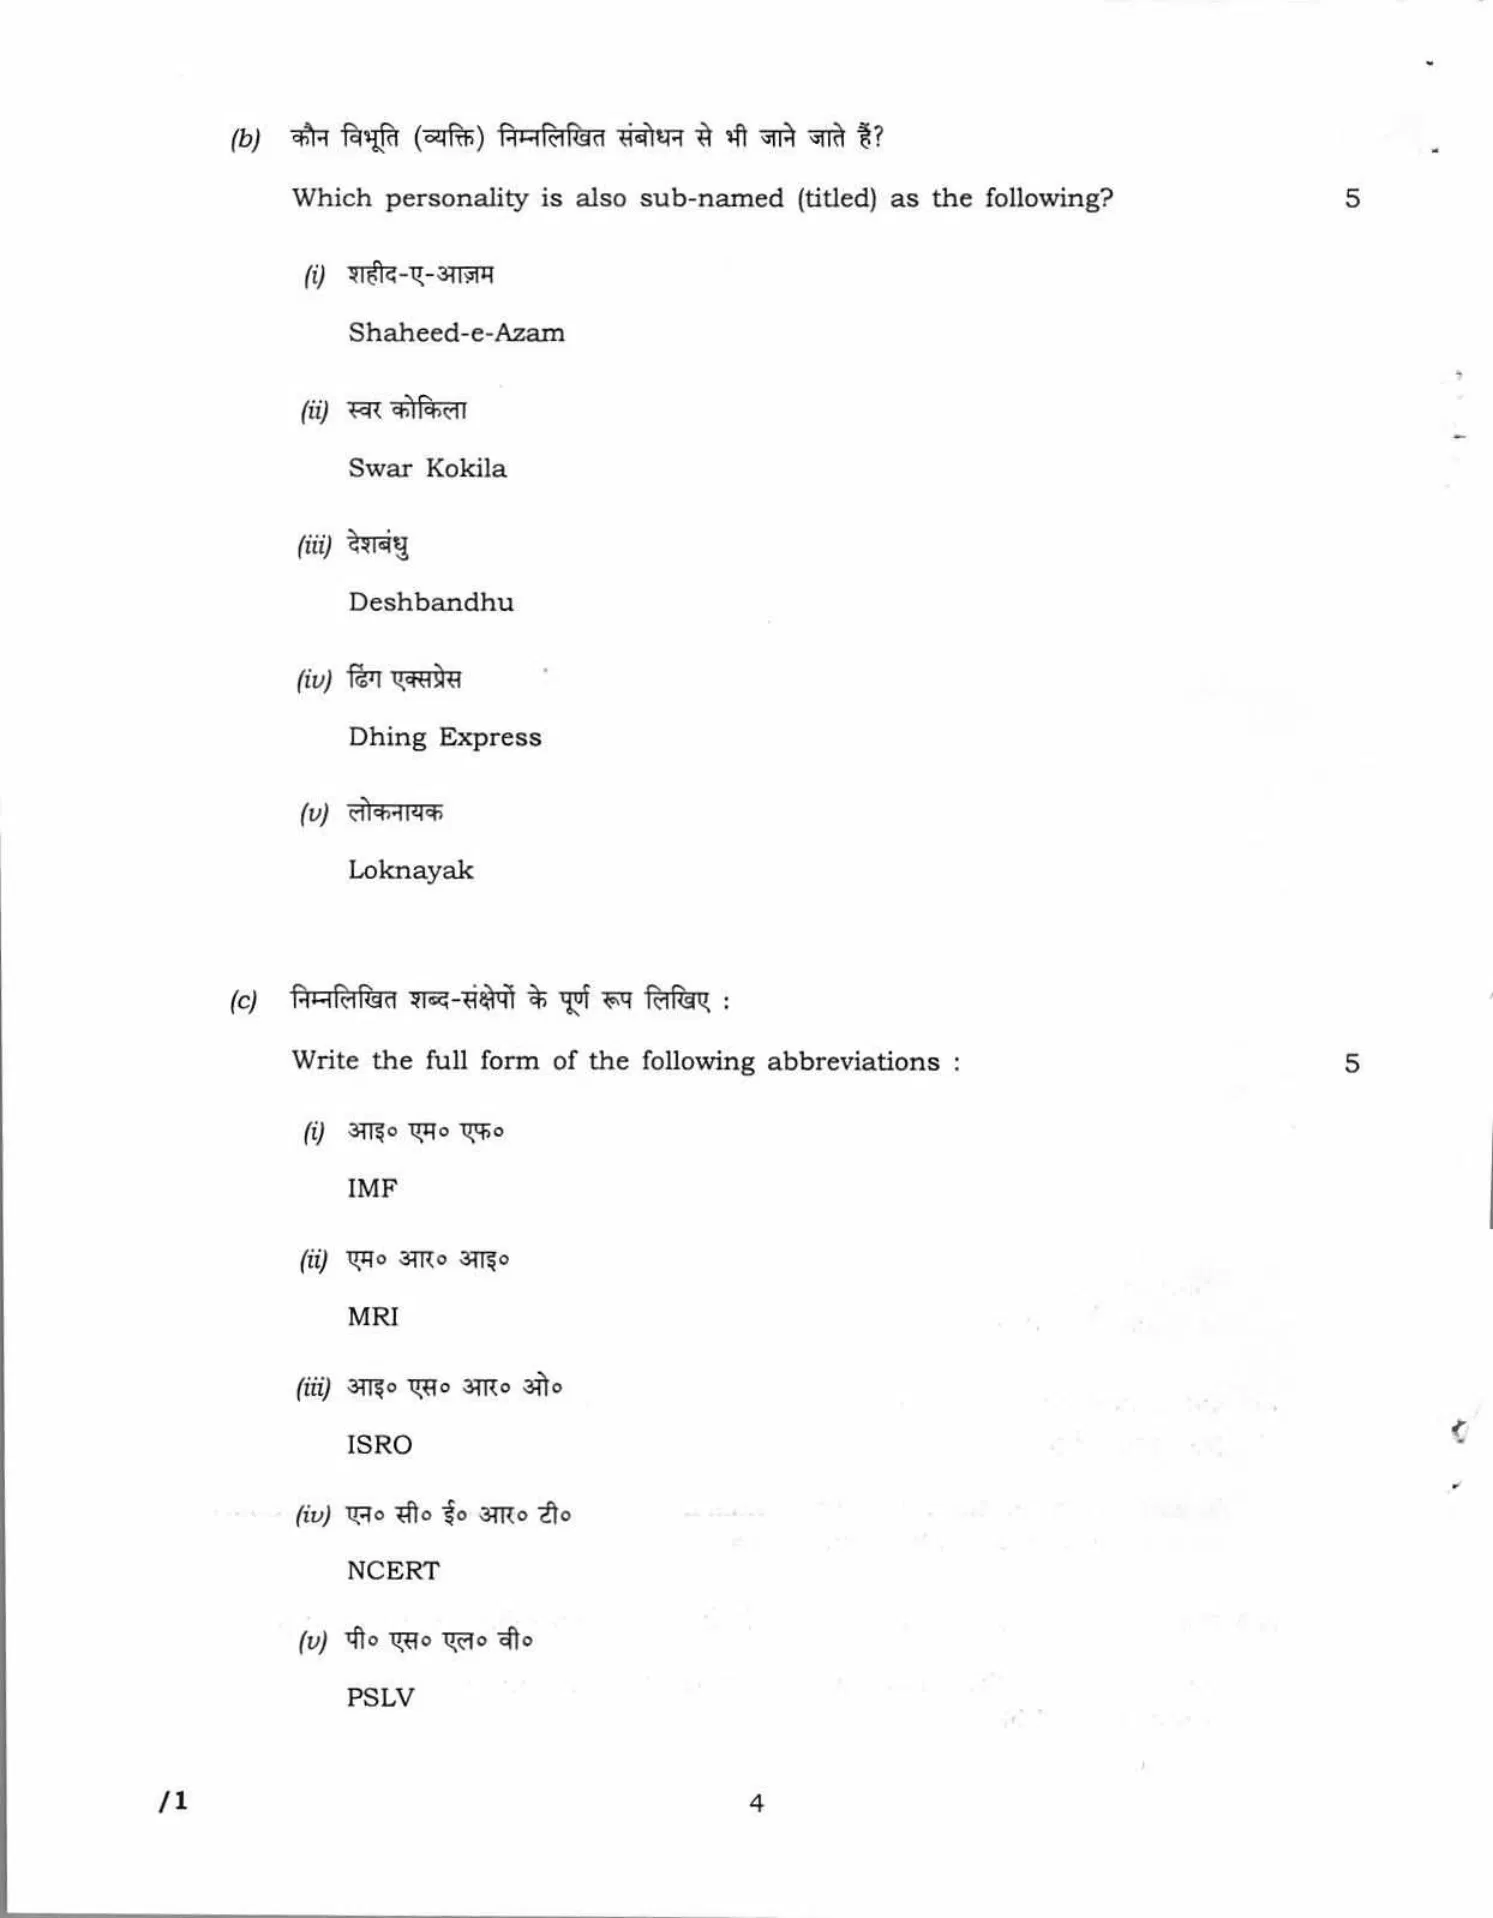 (b) कौन विभूति (व्यक्ति) निम्नलिखित संबोधन से भी जाने जाते हैं?
Which personality is also sub-named (titled) as the following? 5
(i) शहीद-ए-आज़म
Shaheed-e-Azam
(ii) स्वर कोकिला
Swar Kokila
(iii) देशबंधु
Deshbandhu
(iv) ढिंग एक्सप्रेस
Dhing Express
(v) लोकनायक
Loknayak
(c) निम्नलिखित शब्द-संक्षेपों के पूर्ण रूप लिखिए :
Write the full form of the following abbreviations : 5
(i) आइ० एम० एफ०
IMF
(ii) एम० आर० आइ०
MRI
(iii) आइ० एस० आर० ओ०
ISRO
(iv) एन० सी० ई० आर० टी०
NCERT
(v) पी० एस० एल० वी०
PSLV
/1 4